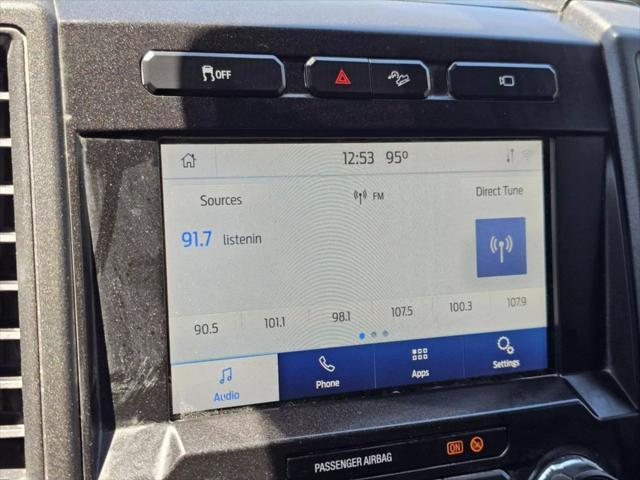 OFF
12:53 95º
Sources
FM
Direct Tune
91.7 listenin
90.5 101.1 98.1 107.5 100.3 107.9
Audio Phone Apps Settings
PASSENGER AIRBAG ON